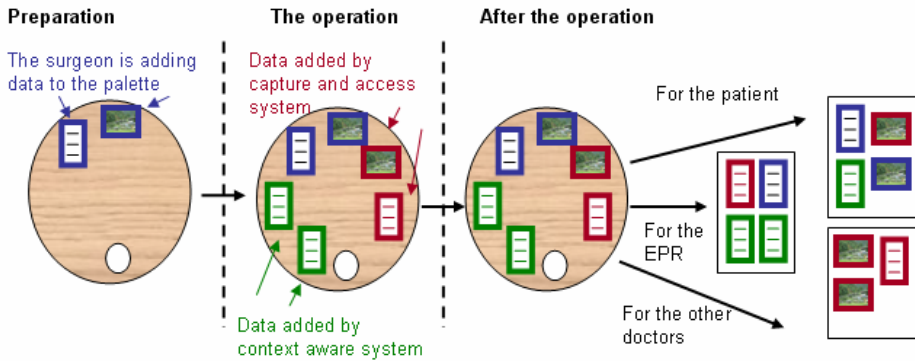 Preparation
The operation
After the operation
The surgeon is adding
data to the palette
Data added by
capture and access
system
For the patient
For the
EPR
For the other
doctors
Data added by
context aware system